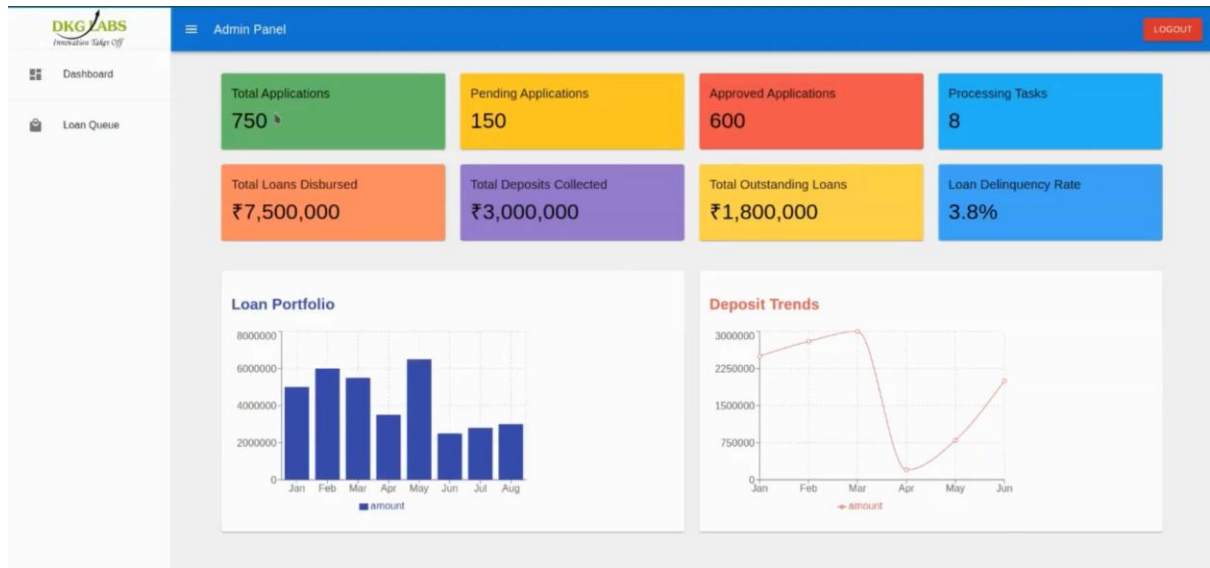 DKG LABS
Innovation Takes Off
Admin Panel
LOGOUT
Dashboard
Loan Queue
Total Applications
750
Pending Applications
150
Approved Applications
600
Processing Tasks
8
Total Loans Disbursed
₹7,500,000
Total Deposits Collected
₹3,000,000
Total Outstanding Loans
₹1,800,000
Loan Delinquency Rate
3.8%
Loan Portfolio
8000000
6000000
4000000
2000000
0
Jan Feb Mar Apr May Jun Jul Aug
amount
Deposit Trends
3000000
2250000
1500000
750000
0
Jan Feb Mar Apr May Jun
amount